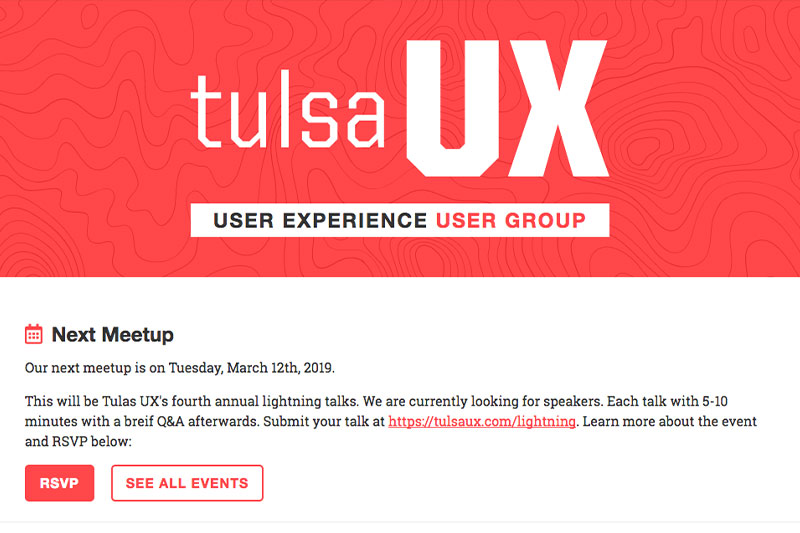 tulsa UX
USER EXPERIENCE USER GROUP
Next Meetup
Our next meetup is on Tuesday, March 12th, 2019.
This will be Tulas UX's fourth annual lightning talks. We are currently looking for speakers. Each talk with 5-10
minutes with a breif Q&A afterwards. Submit your talk at https://tulsaux.com/lightning. Learn more about the event
and RSVP below:
RSVP SEE ALL EVENTS